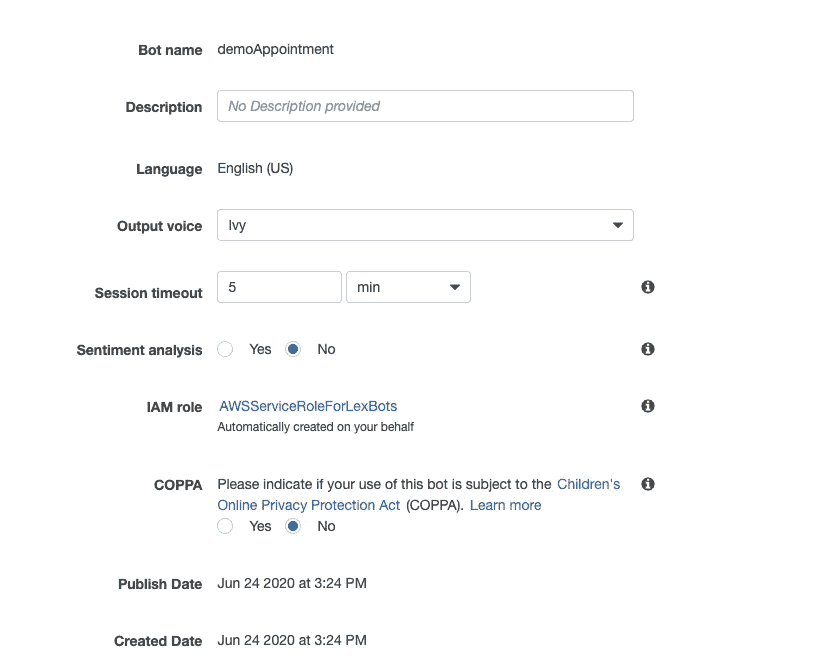 Bot name demoAppointment
Description No Description provided
Language English (US)
Output voice Ivy
Session timeout 5 min
Sentiment analysis Yes No
IAM role AWSServiceRoleForLexBots
Automatically created on your behalf
COPPA Please indicate if your use of this bot is subject to the Children's
Online Privacy Protection Act (COPPA). Learn more
Yes No
Publish Date Jun 24 2020 at 3:24 PM
Created Date Jun 24 2020 at 3:24 PM